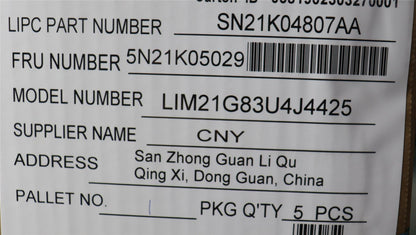 LIPC PART NUMBER SN21K04807AA
FRU NUMBER 5N21K05029
MODEL NUMBER LIM21G83U4J4425
SUPPLIER NAME CNY
ADDRESS San Zhong Guan Li Qu
Qing Xi, Dong Guan, China
PALLET NO. 1 PKG Q'TY 5 PCS